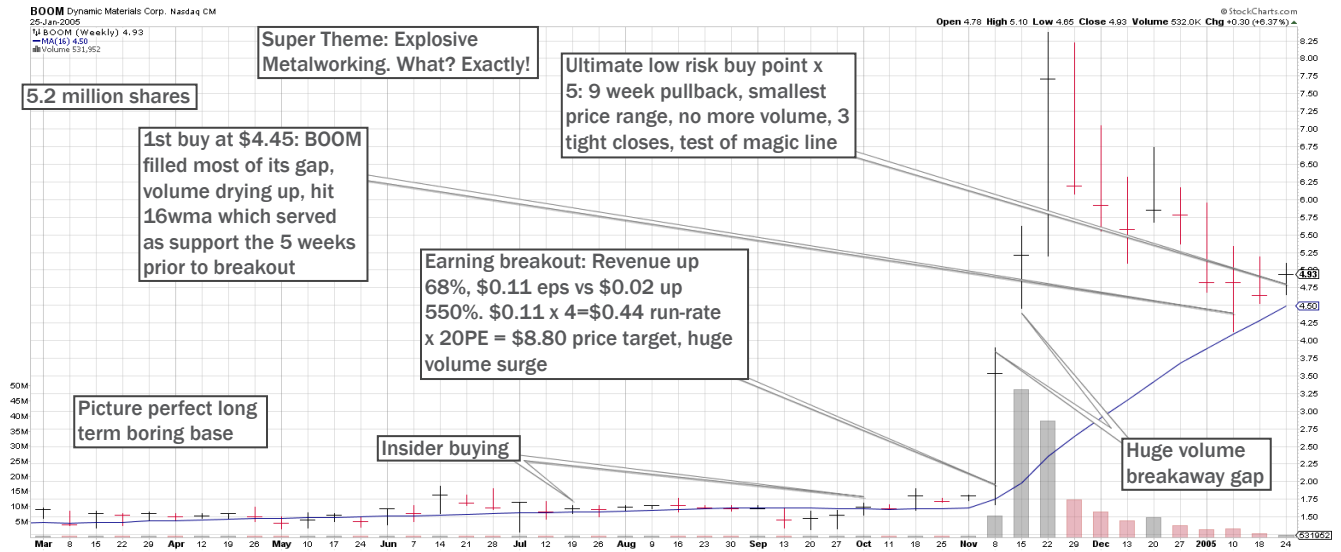 BOOM Dynamic Materials Corp. Nasdaq CM
© StockCharts.com
25-Jan-2005
Open 4.78 High 5.10 Low 4.65 Close 4.93 Volume 532.0K Chg +0.30 (+6.37%)
BOOM (Weekly) 4.93
MA(16) 4.50
Volume 531,952
Super Theme: Explosive
Metalworking. What? Exactly!
5.2 million shares
Ultimate low risk buy point x
5: 9 week pullback, smallest
price range, no more volume, 3
tight closes, test of magic line
1st buy at $4.45: BOOM
filled most of its gap,
volume drying up, hit
16wma which served
as support the 5 weeks
prior to breakout
Earning breakout: Revenue up
68%, $0.11 eps vs $0.02 up
550%. $0.11 x 4=$0.44 run-rate
x 20PE = $8.80 price target, huge
volume surge
Picture perfect long
term boring base
Insider buying
Huge volume
breakaway gap
8.25
8.00
7.75
7.50
7.25
7.00
6.75
6.50
6.25
6.00
5.75
5.50
5.25
4.93
4.75
4.50
4.25
4.00
3.75
3.50
3.25
3.00
2.75
2.50
2.25
2.00
1.75
1.50
531952
50M
45M
40M
35M
30M
25M
20M
15M
10M
5M
Mar 8 15 22 29 Apr 12 19 26 May 10 17 24 Jun 7 14 21 28 Jul 12 19 26 Aug 9 16 23 30 Sep 13 20 27 Oct 11 18 25 Nov 8 15 22 29 Dec 13 20 27 2005 10 18 24